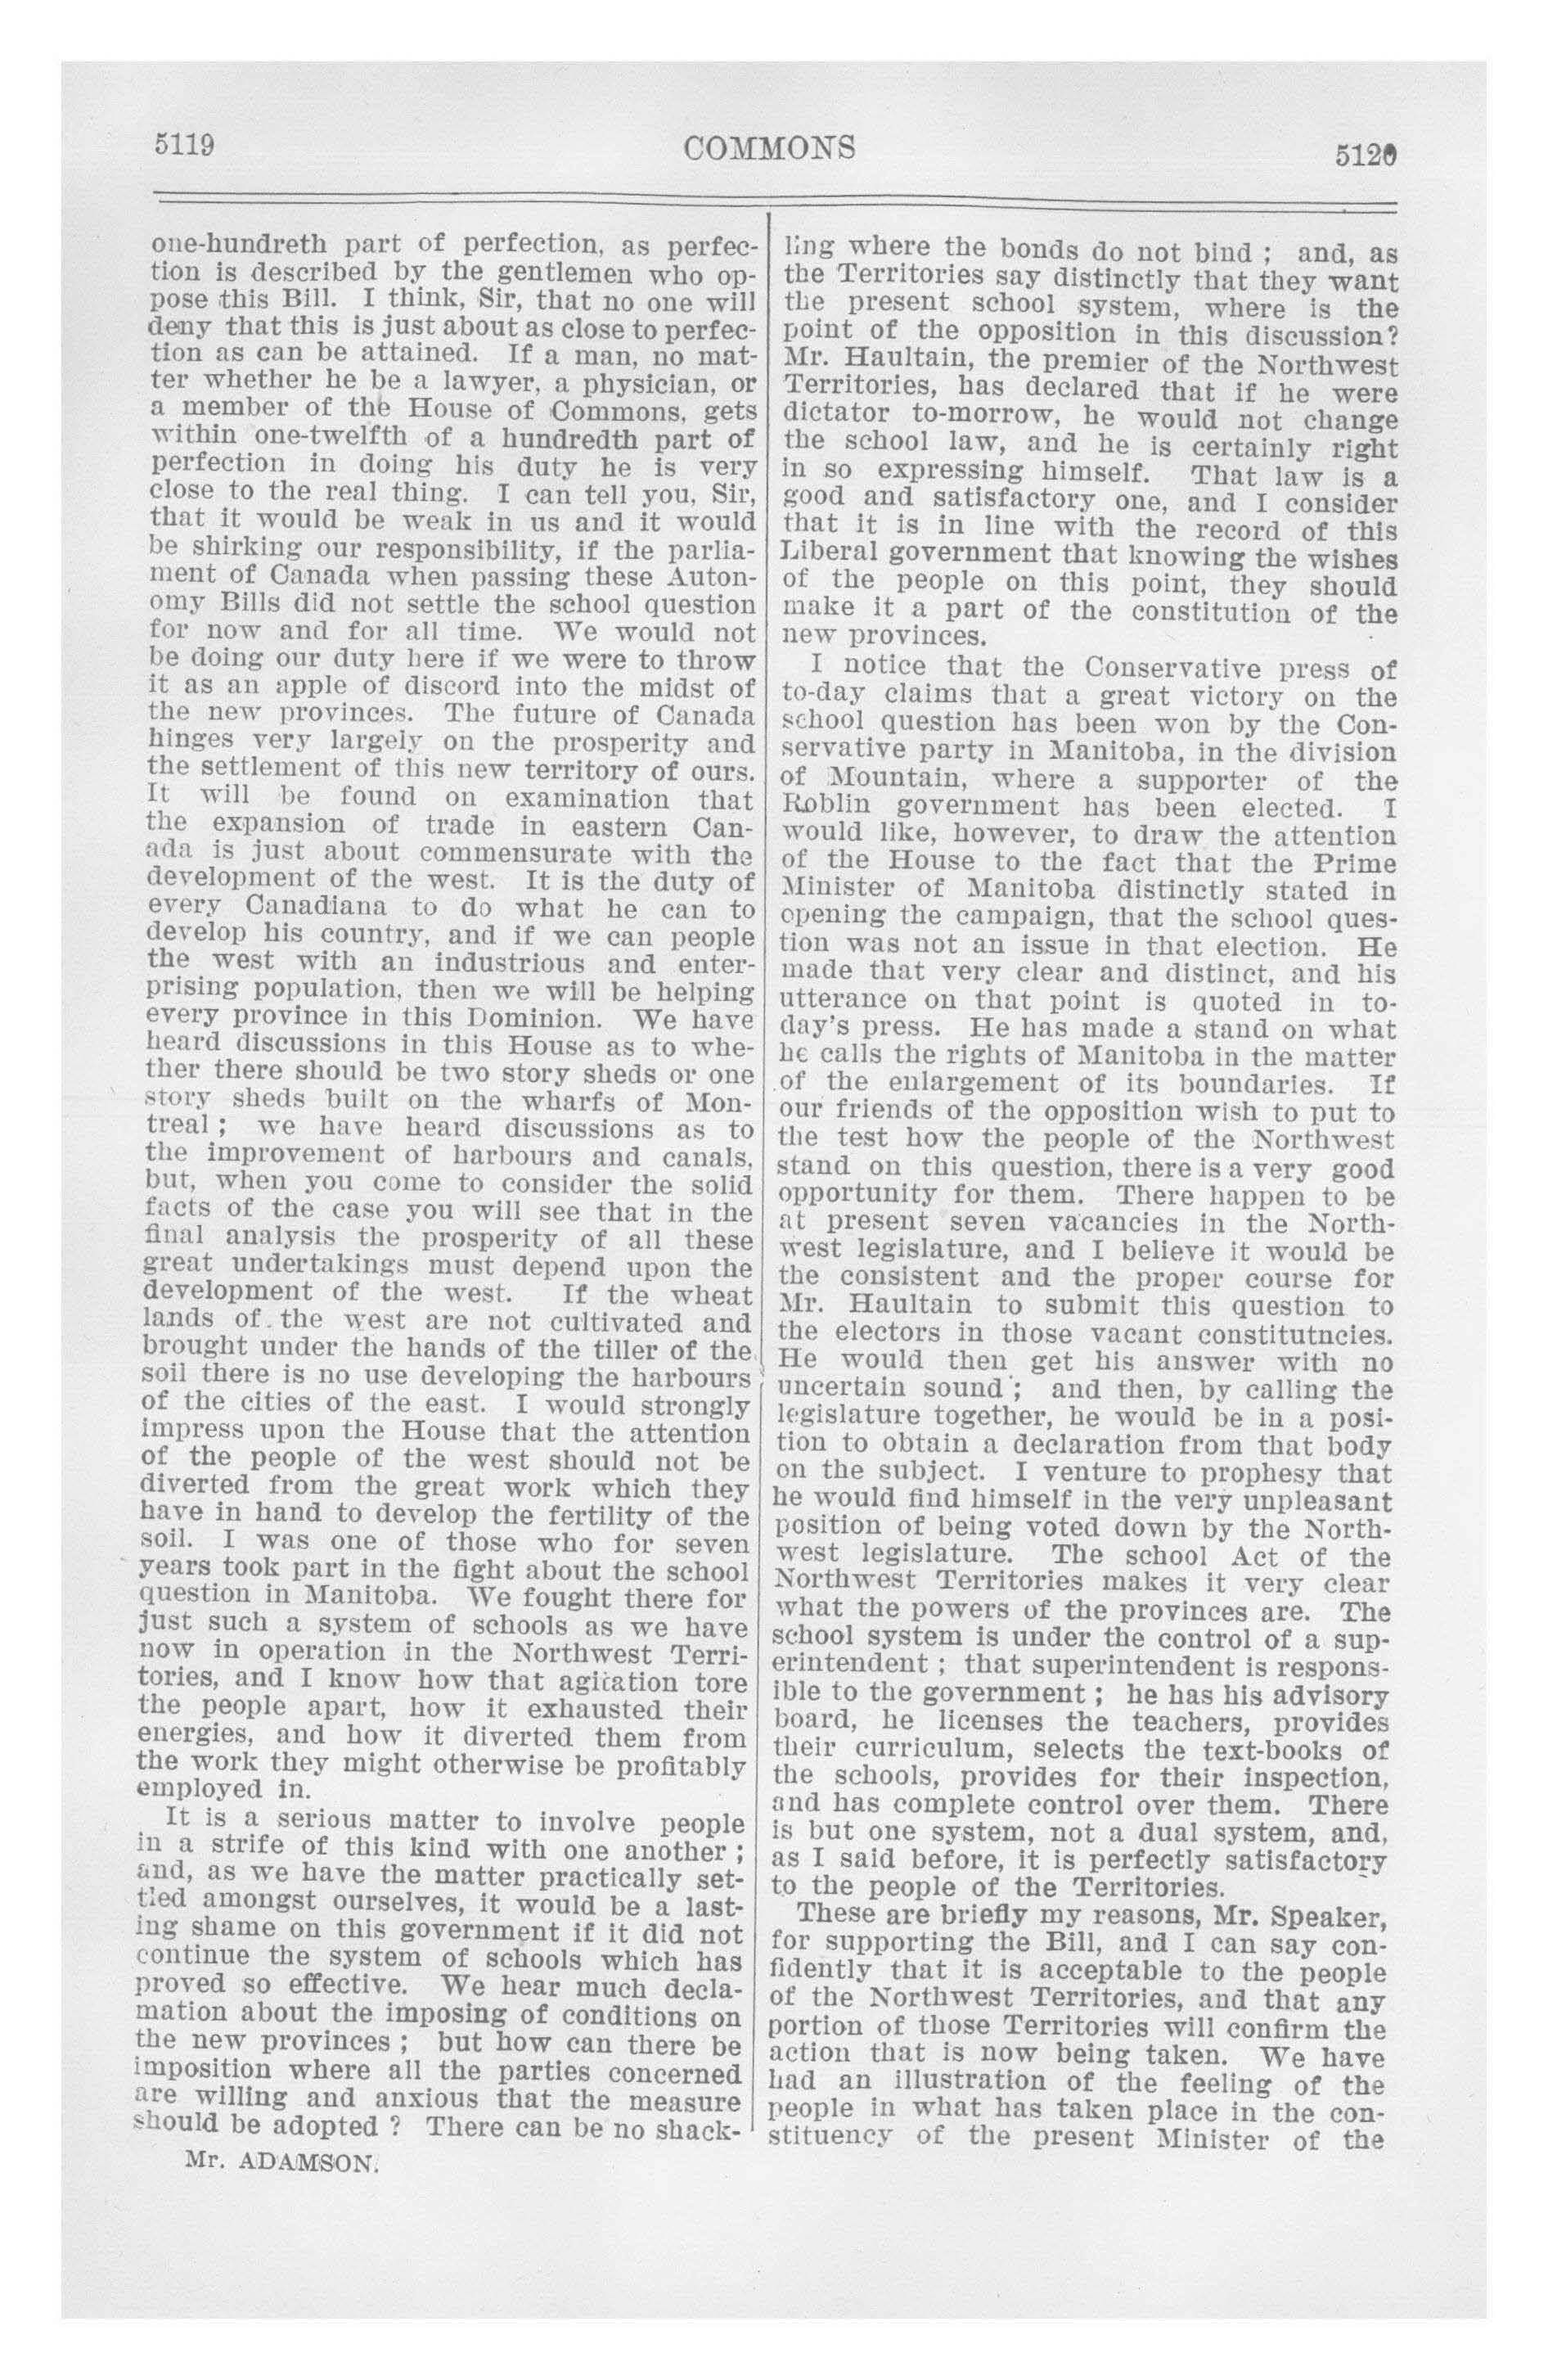 5119
COMMONS
5120
one-hundreth part of perfection, as perfec-
tion is described by the gentlemen who op-
pose this Bill. I think, Sir, that no one will
deny that this is just about as close to perfec-
tion as can be attained. If a man, no mat-
ter whether he be a lawyer, a physician, or
a member of the House of Commons, gets
within one-twelfth of a hundredth part of
perfection in doing his duty he is very
close to the real thing. I can tell you, Sir,
that it would be weak in us and it would
be shirking our responsibility, if the parlia-
ment of Canada when passing these Auton-
omy Bills did not settle the school question
for now and for all time. We would not
be doing our duty here if we were to throw
it as an apple of discord into the midst of
the new provinces. The future of Canada
hinges very largely on the prosperity and
the settlement of this new territory of ours.
It will be found on examination that
the expansion of trade in eastern Can-
ada is just about commensurate with the
development of the west. It is the duty of
every Canadiana to do what he can to
develop his country, and if we can people
the west with an industrious and enter-
prising population, then we will be helping
every province in this Dominion. We have
heard discussions in this House as to whe-
ther there should be two story sheds or one
story sheds built on the wharfs of Mon-
treal ; we have heard discussions as to
the improvement of harbours and canals,
but, when you come to consider the solid
facts of the case you will see that in the
final analysis the prosperity of all these
great undertakings must depend upon the
development of the west. If the wheat
lands of the west are not cultivated and
brought under the hands of the tiller of the
soil there is no use developing the harbours
of the cities of the east. I would strongly
impress upon the House that the attention
of the people of the west should not be
diverted from the great work which they
have in hand to develop the fertility of the
soil. I was one of those who for seven
years took part in the fight about the school
question in Manitoba. We fought there for
just such a system of schools as we have
now in operation in the Northwest Terri-
tories, and I know how that agitation tore
the people apart, how it exhausted their
energies, and how it diverted them from
the work they might otherwise be profitably
employed in.
It is a serious matter to involve people
in a strife of this kind with one another ;
and, as we have the matter practically set-
tled amongst ourselves, it would be a last-
ing shame on this government if it did not
continue the system of schools which has
proved so effective. We hear much decla-
mation about the imposing of conditions on
the new provinces ; but how can there be
imposition where all the parties concerned
are willing and anxious that the measure
should be adopted ? There can be no shack-
Mr. ADAMSON.
ling where the bonds do not bind ; and, as
the Territories say distinctly that they want
the present school system, where is the
point of the opposition in this discussion?
Mr. Haultain, the premier of the Northwest
Territories, has declared that if he were
dictator to-morrow, he would not change
the school law, and he is certainly right
in so expressing himself. That law is a
good and satisfactory one, and I consider
that it is in line with the record of this
Liberal government that knowing the wishes
of the people on this point, they should
make it a part of the constitution of the
new provinces.
I notice that the Conservative press of
to-day claims that a great victory on the
school question has been won by the Con-
servative party in Manitoba, in the division
of Mountain, where a supporter of the
Roblin government has been elected. I
would like, however, to draw the attention
of the House to the fact that the Prime
Minister of Manitoba distinctly stated in
opening the campaign, that the school ques-
tion was not an issue in that election. He
made that very clear and distinct, and his
utterance on that point is quoted in to-
day's press. He has made a stand on what
he calls the rights of Manitoba in the matter
of the enlargement of its boundaries. If
our friends of the opposition wish to put to
the test how the people of the Northwest
stand on this question, there is a very good
opportunity for them. There happen to be
at present seven vacancies in the North-
west legislature, and I believe it would be
the consistent and the proper course for
Mr. Haultain to submit this question to
the electors in those vacant constitutncies.
He would then get his answer with no
uncertain sound ; and then, by calling the
legislature together, he would be in a posi-
tion to obtain a declaration from that body
on the subject. I venture to prophesy that
he would find himself in the very unpleasant
position of being voted down by the North-
west legislature. The school Act of the
Northwest Territories makes it very clear
what the powers of the provinces are. The
school system is under the control of a sup-
erintendent ; that superintendent is respons-
ible to the government ; he has his advisory
board, he licenses the teachers, provides
their curriculum, selects the text-books of
the schools, provides for their inspection,
and has complete control over them. There
is but one system, not a dual system, and,
as I said before, it is perfectly satisfactory
to the people of the Territories.
These are briefly my reasons, Mr. Speaker,
for supporting the Bill, and I can say con-
fidently that it is acceptable to the people
of the Northwest Territories, and that any
portion of those Territories will confirm the
action that is now being taken. We have
had an illustration of the feeling of the
people in what has taken place in the con-
stituency of the present Minister of the